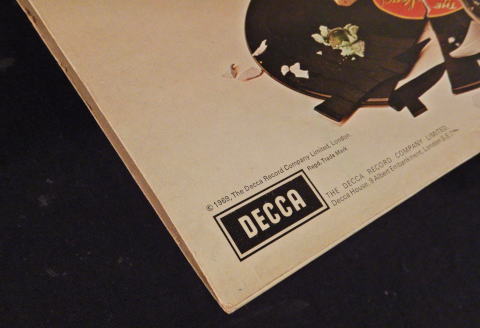 THE
© 1969, The Decca Record Company Limited, London.
Regd. Trade Mark
DECCA
THE DECCA RECORD COMPANY LIMITED,
Decca House, 9 Albert Embankment, London S.E.1